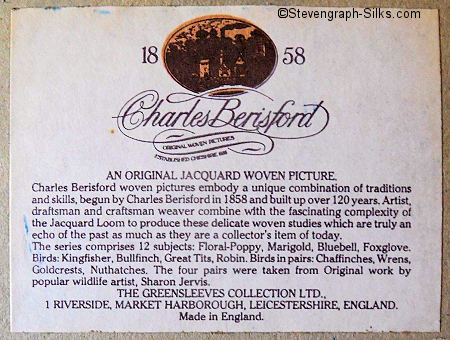 ©Stevengraph-Silks.com
18 58
Charles Berisford
ORIGINAL WOVEN PICTURES
ESTABLISHED CHESHIRE 1858
AN ORIGINAL JACQUARD WOVEN PICTURE.
Charles Berisford woven pictures embody a unique combination of traditions
and skills, begun by Charles Berisford in 1858 and built up over 120 years. Artist,
draftsman and craftsman weaver combine with the fascinating complexity of
the Jacquard Loom to produce these delicate woven studies which are truly an
echo of the past as much as they are a collector's item of today.
The series comprises 12 subjects: Floral-Poppy, Marigold, Bluebell, Foxglove.
Birds: Kingfisher, Bullfinch, Great Tits, Robin. Birds in pairs: Chaffinches, Wrens,
Goldcrests, Nuthatches. The four pairs were taken from Original work by
popular wildlife artist, Sharon Jervis.
THE GREENSLEEVES COLLECTION LTD.,
1 RIVERSIDE, MARKET HARBOROUGH, LEICESTERSHIRE, ENGLAND.
Made in England.